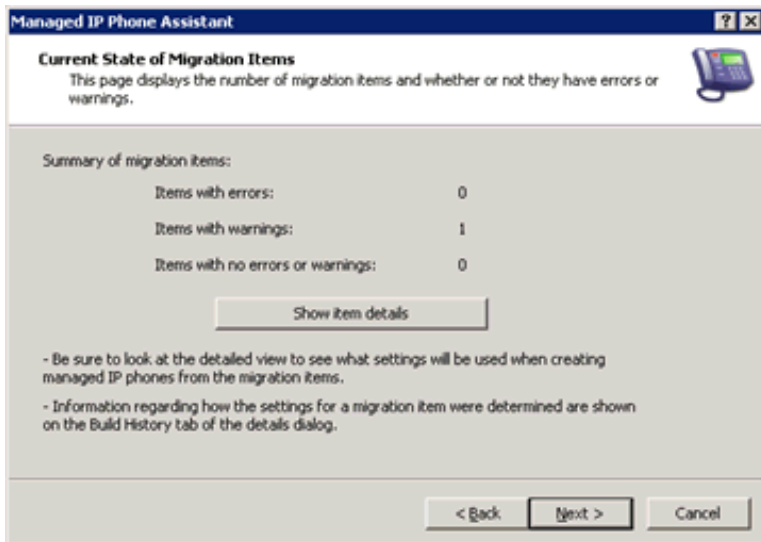 Managed IP Phone Assistant
Current State of Migration Items
This page displays the number of migration items and whether or not they have errors or
warnings.
Summary of migration items:
Items with errors: 0
Items with warnings: 1
Items with no errors or warnings: 0
Show item details
- Be sure to look at the detailed view to see what settings will be used when creating
managed IP phones from the migration items.
- Information regarding how the settings for a migration item were determined are shown
on the Build History tab of the details dialog.
< Back Next > Cancel